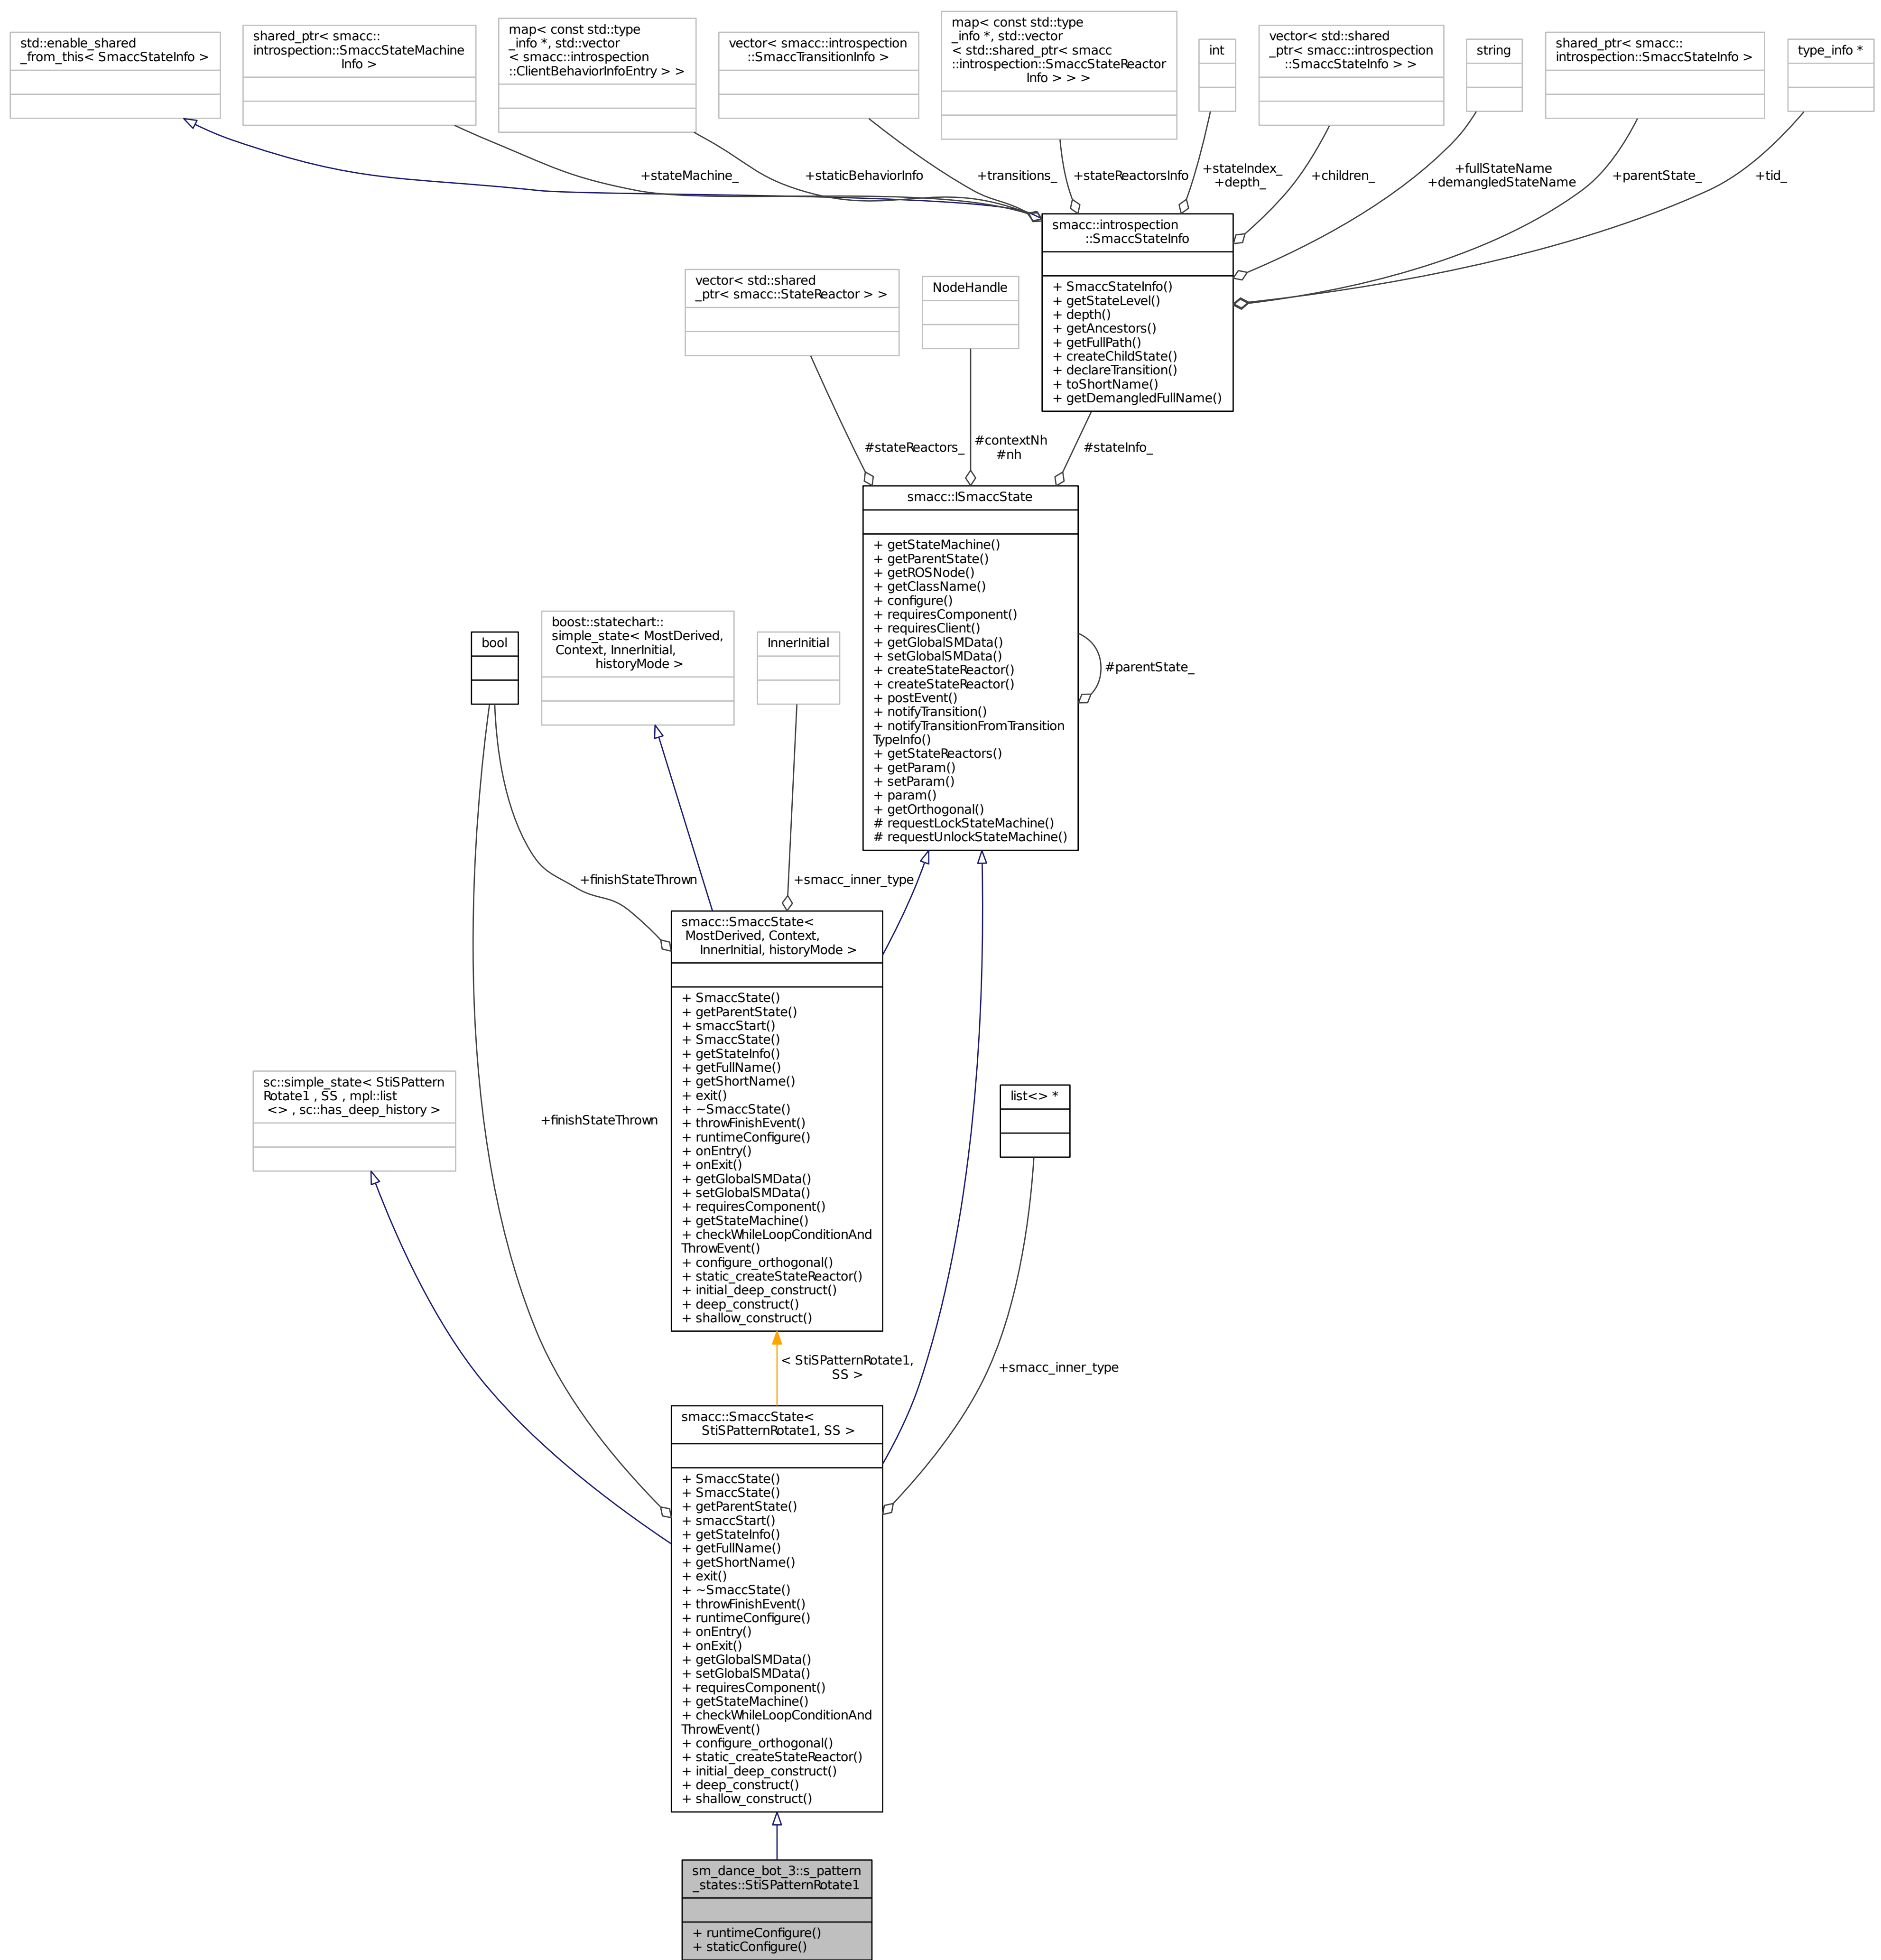 std::enable_shared
_from_this< SmaccStateInfo >
shared_ptr< smacc::
introspection::SmaccStateMachine
Info >
map< const std::type
_info *, std::vector
< smacc::introspection
::ClientBehaviorInfoEntry > >
vector< smacc::introspection
::SmaccTransitionInfo >
map< const std::type
_info *, std::vector
< std::shared_ptr< smacc
::introspection::SmaccStateReactor
Info > > >
int
vector< std::shared
_ptr< smacc::introspection
::SmaccStateInfo > >
string
shared_ptr< smacc::
introspection::SmaccStateInfo >
type_info *
+stateMachine_
+staticBehaviorInfo
+transitions_
+stateReactorsInfo
+stateIndex_
+depth_
+children_
+fullStateName
+demangledStateName
+parentState_
+tid_
smacc::introspection
::SmaccStateInfo
+ SmaccStateInfo()
+ getStateLevel()
+ depth()
+ getAncestors()
+ getFullPath()
+ createChildState()
+ declareTransition()
+ toShortName()
+ getDemangledFullName()
vector< std::shared
_ptr< smacc::StateReactor > >
NodeHandle
#stateReactors_
#contextNh
#nh
#stateInfo_
smacc::ISmaccState
+ getStateMachine()
+ getParentState()
+ getROSNode()
+ getClassName()
+ configure()
+ requiresComponent()
+ requiresClient()
+ getGlobalSMData()
+ setGlobalSMData()
+ createStateReactor()
+ createStateReactor()
+ postEvent()
+ notifyTransition()
+ notifyTransitionFromTransition
TypeInfo()
+ getStateReactors()
+ getParam()
+ setParam()
+ param()
+ getOrthogonal()
# requestLockStateMachine()
# requestUnlockStateMachine()
#parentState_
bool
boost::statechart::
simple_state< MostDerived,
Context, InnerInitial,
historyMode >
InnerInitial
+finishStateThrown
+smacc_inner_type
smacc::SmaccState<
MostDerived, Context,
InnerInitial, historyMode >
+ SmaccState()
+ getParentState()
+ smaccStart()
+ SmaccState()
+ getStateInfo()
+ getFullName()
+ getShortName()
+ exit()
+ ~SmaccState()
+ throwFinishEvent()
+ runtimeConfigure()
+ onEntry()
+ onExit()
+ getGlobalSMData()
+ setGlobalSMData()
+ requiresComponent()
+ getStateMachine()
+ checkWhileLoopConditionAnd
ThrowEvent()
+ configure_orthogonal()
+ static_createStateReactor()
+ initial_deep_construct()
+ deep_construct()
+ shallow_construct()
sc::simple_state< StiSPattern
Rotate1 , SS , mpl::list
<> , sc::has_deep_history >
+finishStateThrown
list<> *
< StiSPatternRotate1,
SS >
+smacc_inner_type
smacc::SmaccState<
StiSPatternRotate1, SS >
+ SmaccState()
+ SmaccState()
+ getParentState()
+ smaccStart()
+ getStateInfo()
+ getFullName()
+ getShortName()
+ exit()
+ ~SmaccState()
+ throwFinishEvent()
+ runtimeConfigure()
+ onEntry()
+ onExit()
+ getGlobalSMData()
+ setGlobalSMData()
+ requiresComponent()
+ getStateMachine()
+ checkWhileLoopConditionAnd
ThrowEvent()
+ configure_orthogonal()
+ static_createStateReactor()
+ initial_deep_construct()
+ deep_construct()
+ shallow_construct()
sm_dance_bot_3::s_pattern
_states::StiSPatternRotate1
+ runtimeConfigure()
+ staticConfigure()